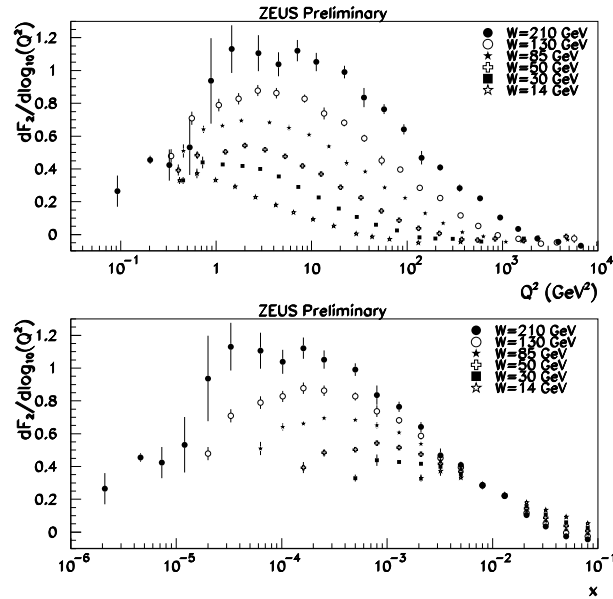 ZEUS Preliminary
dF₂/dlog₁₀(Q²)
1.2
1
0.8
0.6
0.4
0.2
0
● W=210 GeV
○ W=130 GeV
★ W=85 GeV
✚ W=50 GeV
■ W=30 GeV
☆ W=14 GeV
10⁻¹ 1 10 10² 10³ 10⁴
Q² (GeV²)
ZEUS Preliminary
dF₂/dlog₁₀(Q²)
1.2
1
0.8
0.6
0.4
0.2
0
● W=210 GeV
○ W=130 GeV
★ W=85 GeV
✚ W=50 GeV
■ W=30 GeV
☆ W=14 GeV
10⁻⁶ 10⁻⁵ 10⁻⁴ 10⁻³ 10⁻² 10⁻¹
x